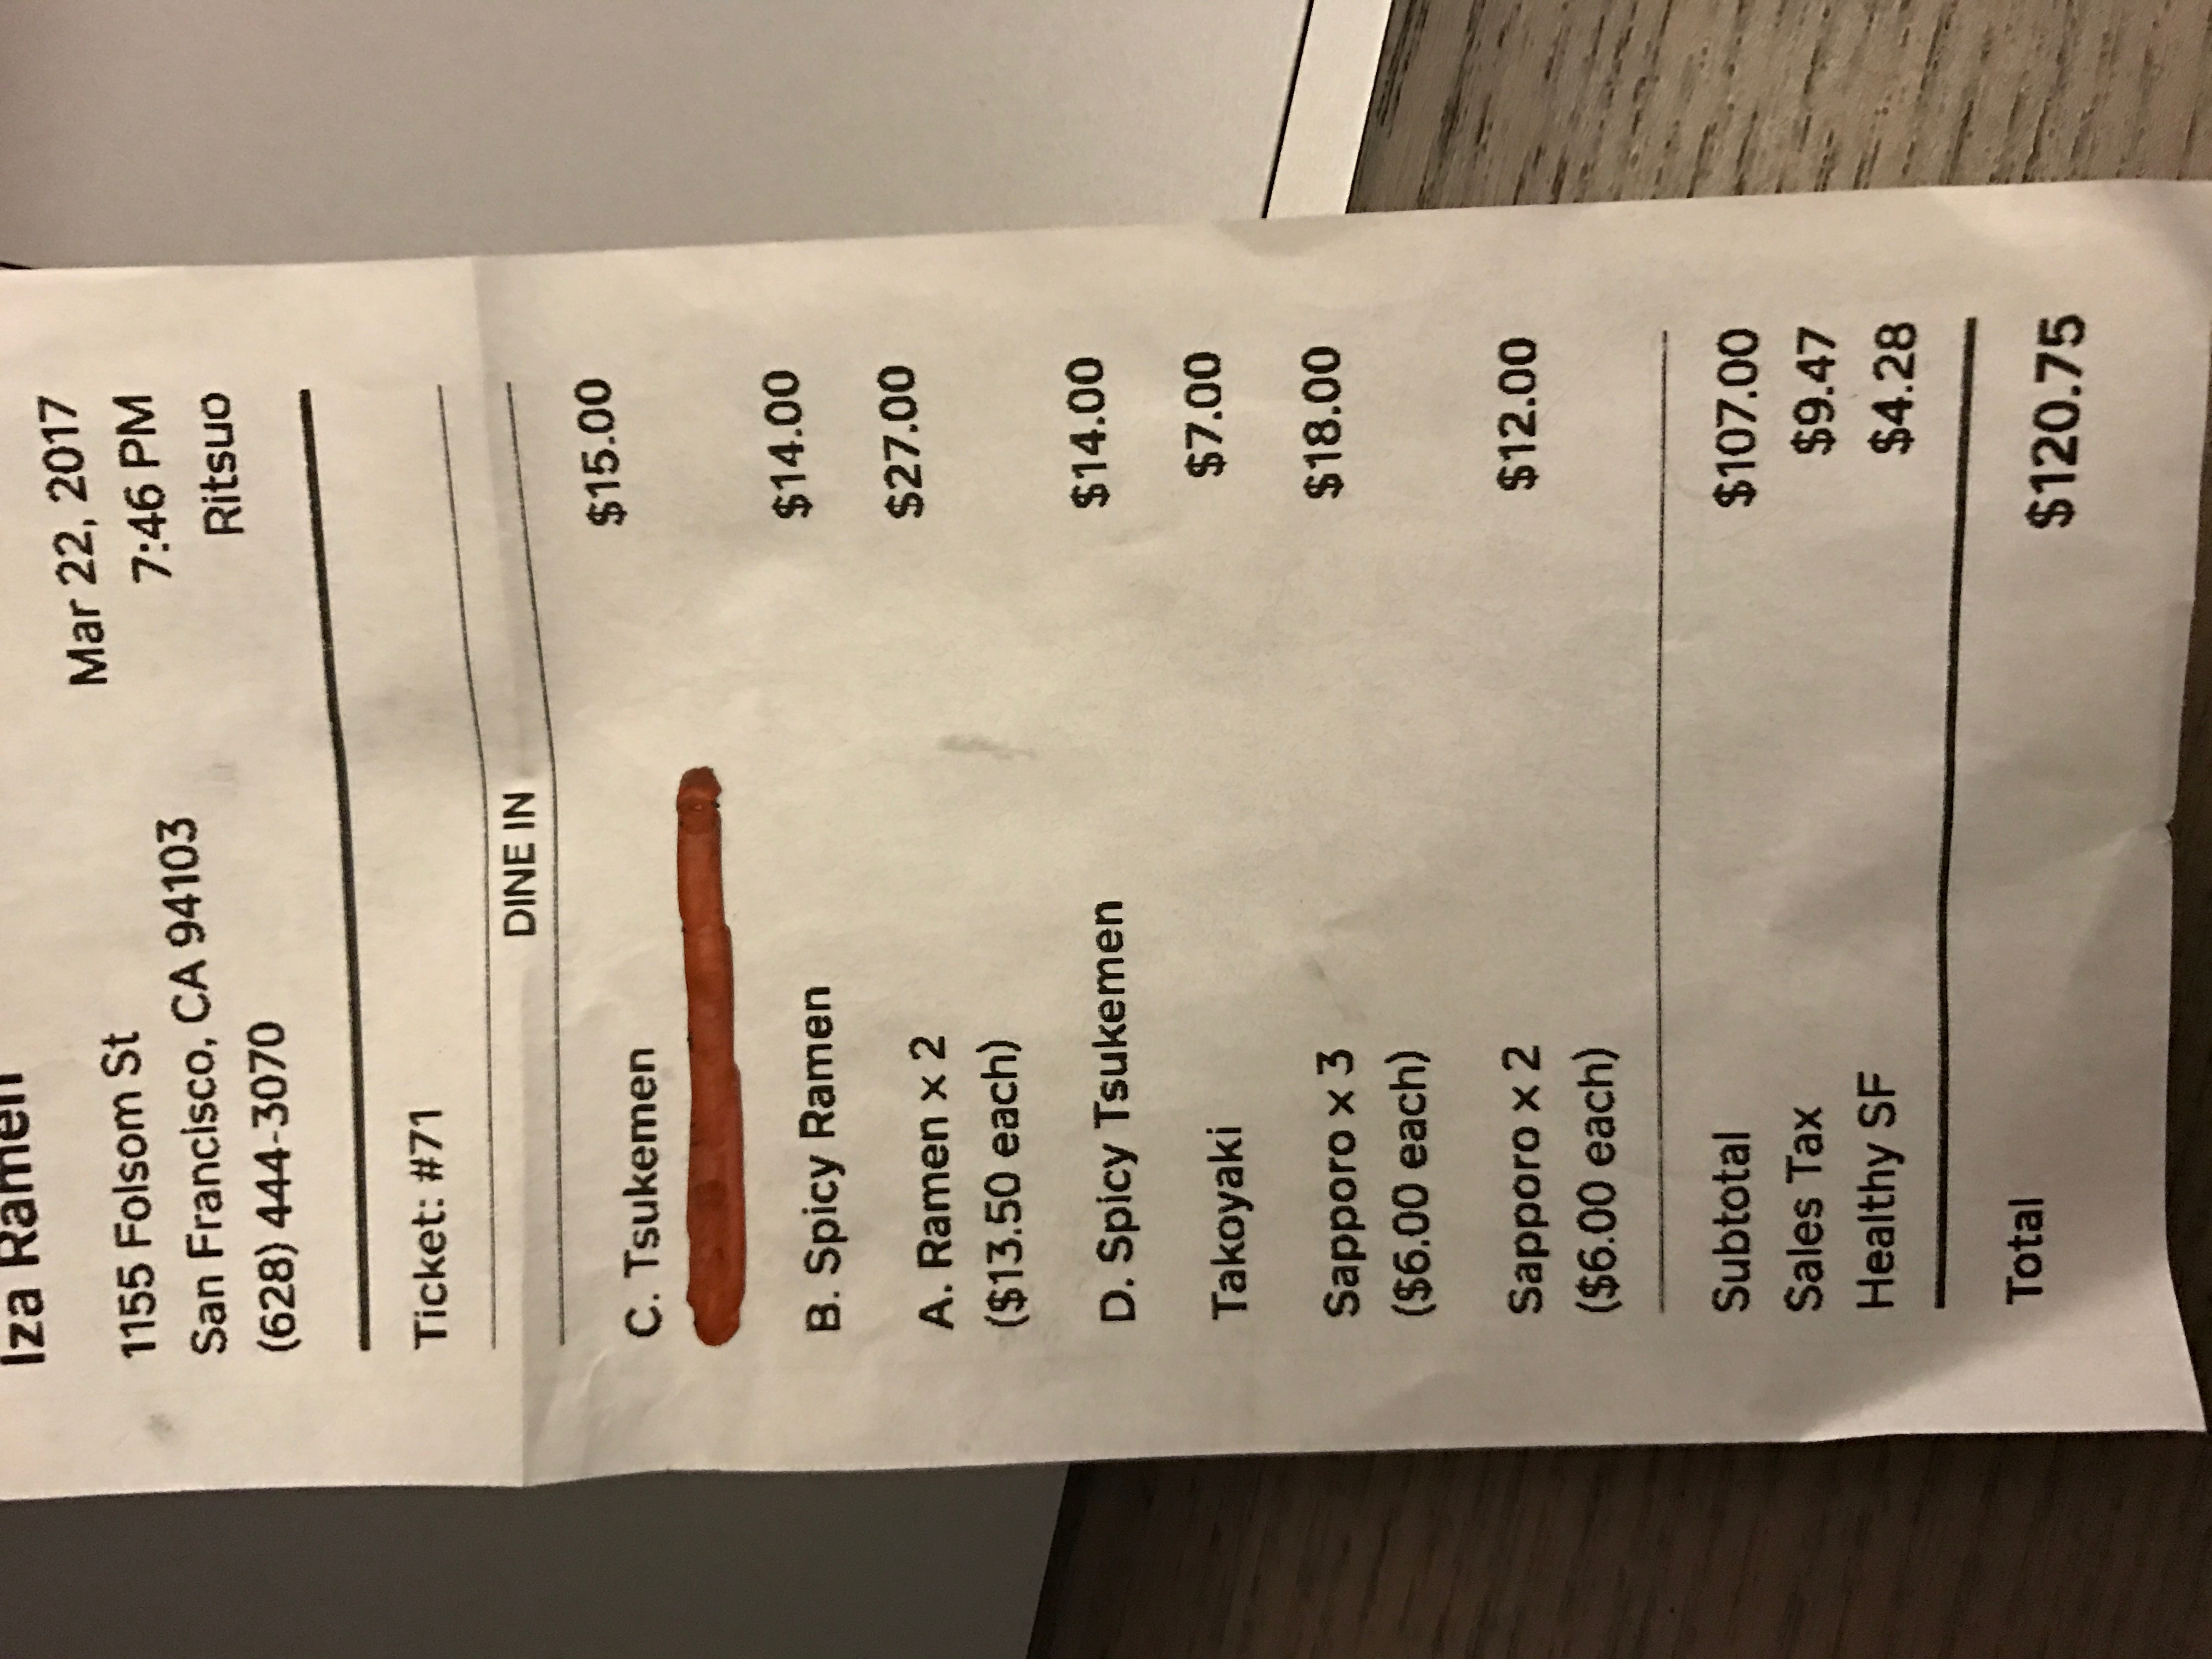 Iza Ramen
1155 Folsom St
San Francisco, CA 94103
(628) 444-3070
Mar 22, 2017
7:46 PM
Ritsuo
Ticket: #71
DINE IN
C. Tsukemen $15.00
B. Spicy Ramen $14.00
A. Ramen × 2 $27.00
($13.50 each)
D. Spicy Tsukemen $14.00
Takoyaki $7.00
Sapporo × 3 $18.00
($6.00 each)
Sapporo × 2 $12.00
($6.00 each)
Subtotal $107.00
Sales Tax $9.47
Healthy SF $4.28
Total $120.75